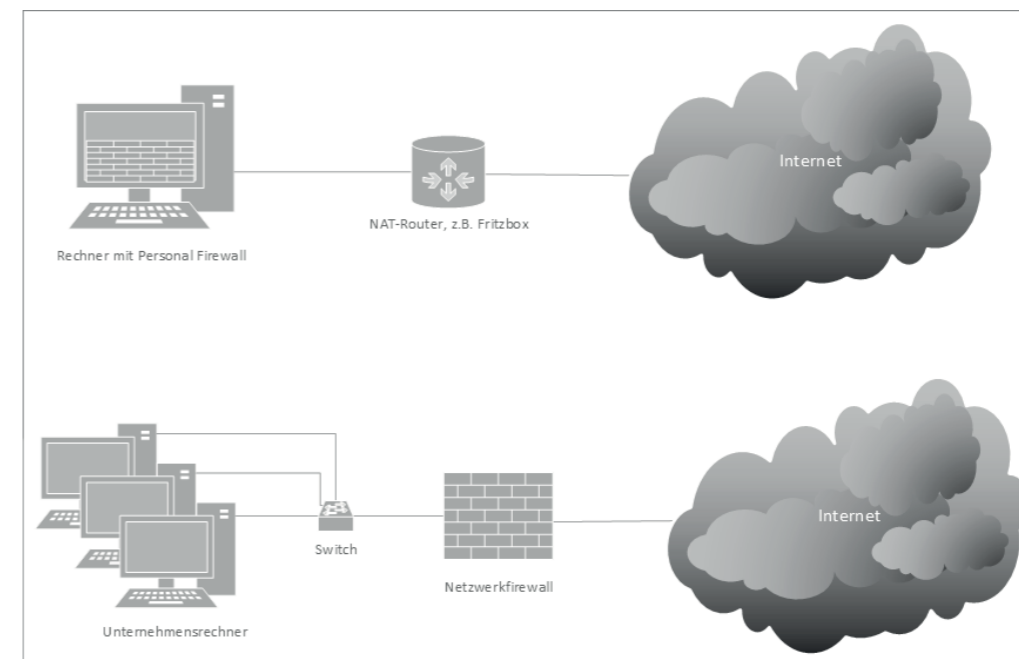 Internet
NAT-Router, z.B. Fritzbox
Rechner mit Personal Firewall
Internet
Switch
Netzwerkfirewall
Unternehmensrechner